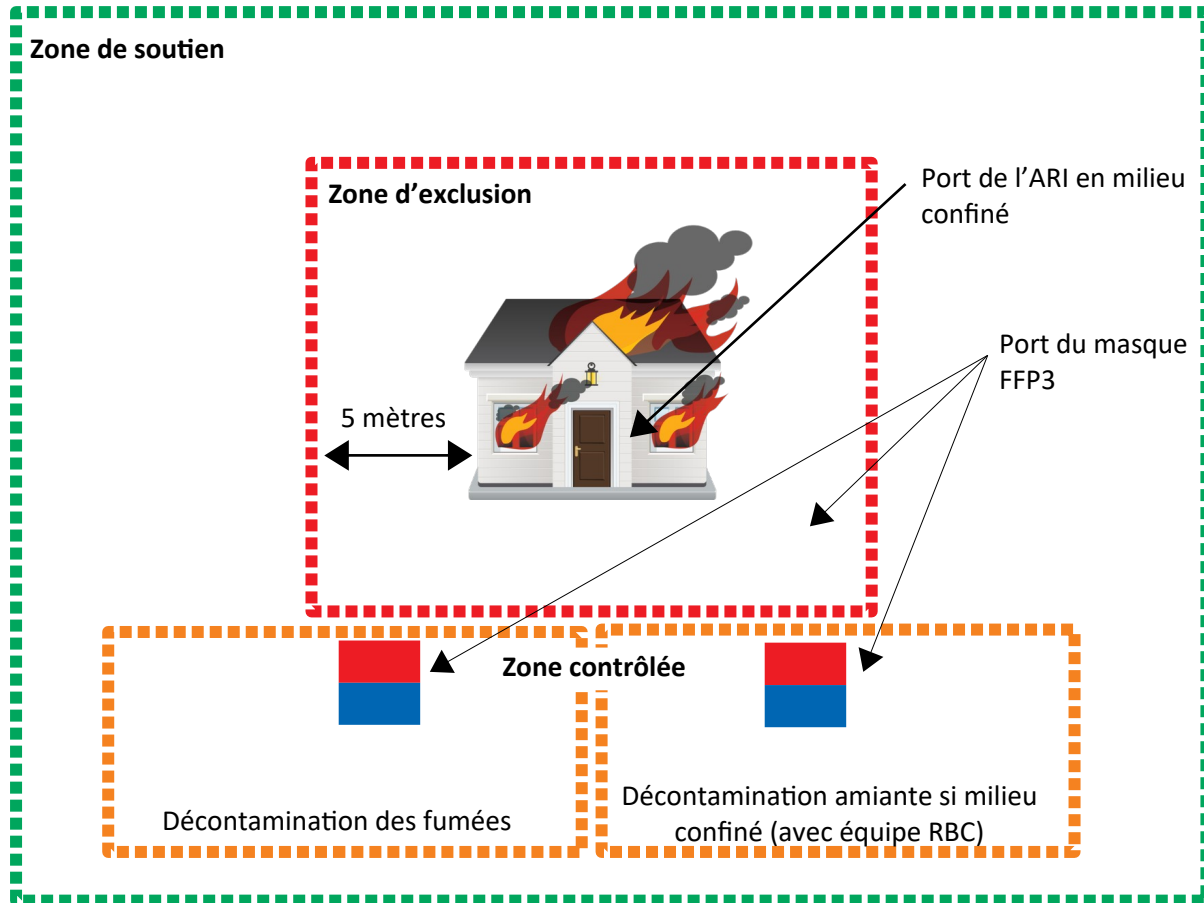 Zone de soutien
Zone d’exclusion
Port de l’ARI en milieu
confiné
Port du masque
FFP3
5 mètres
Zone contrôlée
Décontamination des fumées
Décontamination amiante si milieu
confiné (avec équipe RBC)